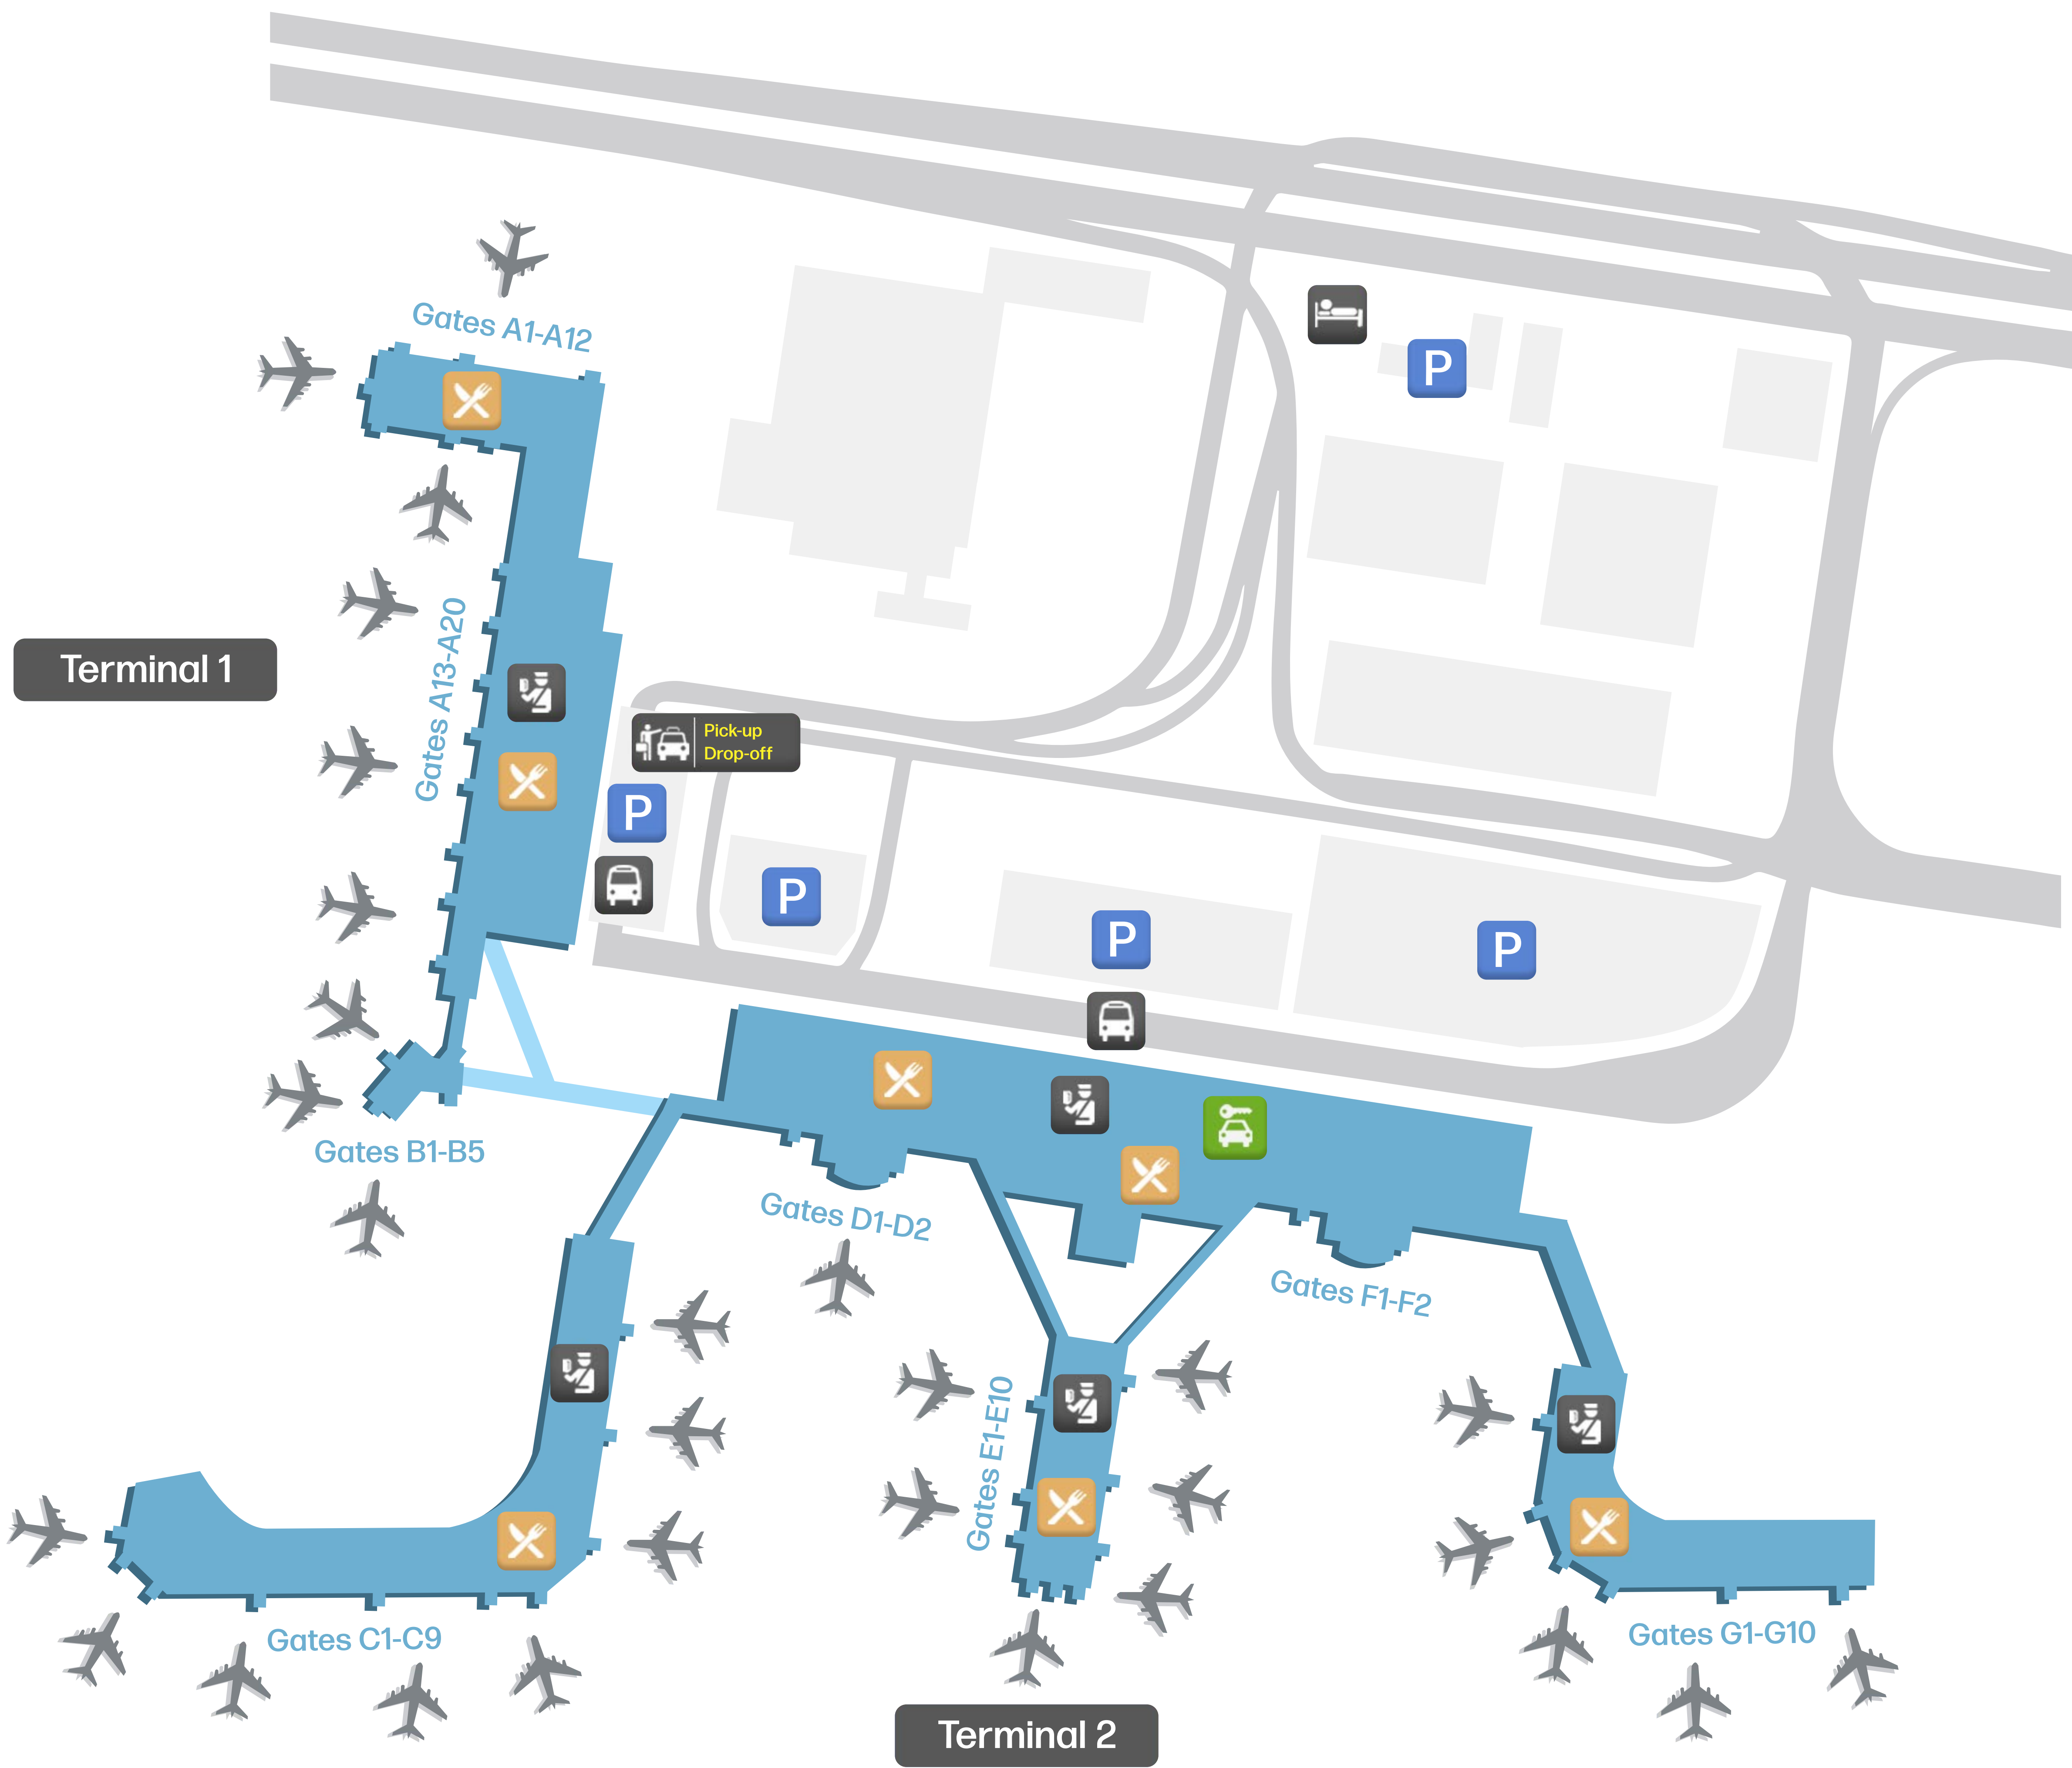 Gates A1-A12
Gates A13-A20
Terminal 1
Pick-up
Drop-off
P
P
P
P
P
Gates B1-B5
Gates D1-D2
Gates F1-F2
Gates E1-E10
Gates C1-C9
Gates G1-G10
Terminal 2